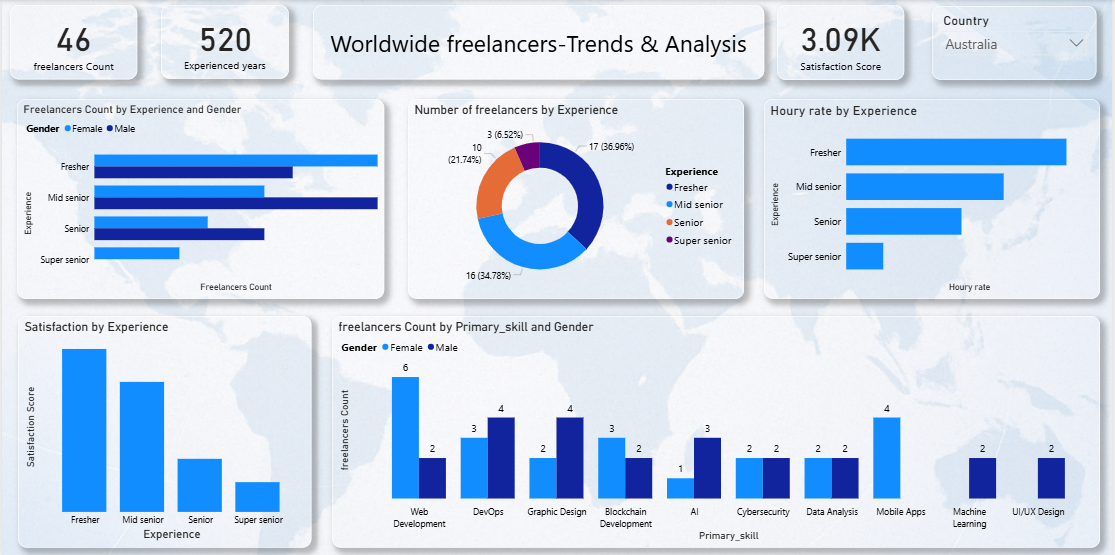 46
freelancers Count
520
Experienced years
Worldwide freelancers-Trends & Analysis
3.09K
Satisfaction Score
Country
Australia
Freelancers Count by Experience and Gender
Gender Female Male
Experience
Fresher
Mid senior
Senior
Super senior
Freelancers Count
Number of freelancers by Experience
3 (6.52%)
10
(21.74%)
17 (36.96%)
16 (34.78%)
Experience
Fresher
Mid senior
Senior
Super senior
Houry rate by Experience
Experience
Fresher
Mid senior
Senior
Super senior
Houry rate
Satisfaction by Experience
Satisfaction Score
Fresher Mid senior Senior Super senior
Experience
freelancers Count by Primary_skill and Gender
Gender Female Male
freelancers Count
6 2 3 4 2 4 3 2 1 3 2 2 2 2 4 2 2
Web
Development
DevOps
Graphic Design
Blockchain
Development
AI
Cybersecurity
Data Analysis
Mobile Apps
Machine
Learning
UI/UX Design
Primary_skill